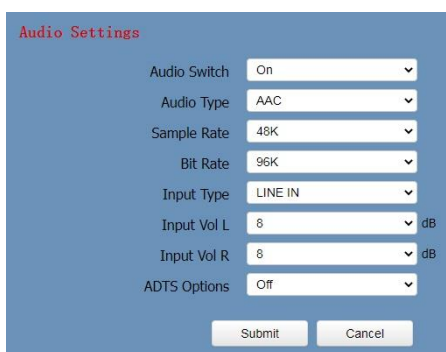 Audio Settings
Audio Switch On
Audio Type AAC
Sample Rate 48K
Bit Rate 96K
Input Type LINE IN
Input Vol L 8 dB
Input Vol R 8 dB
ADTS Options Off
Submit Cancel